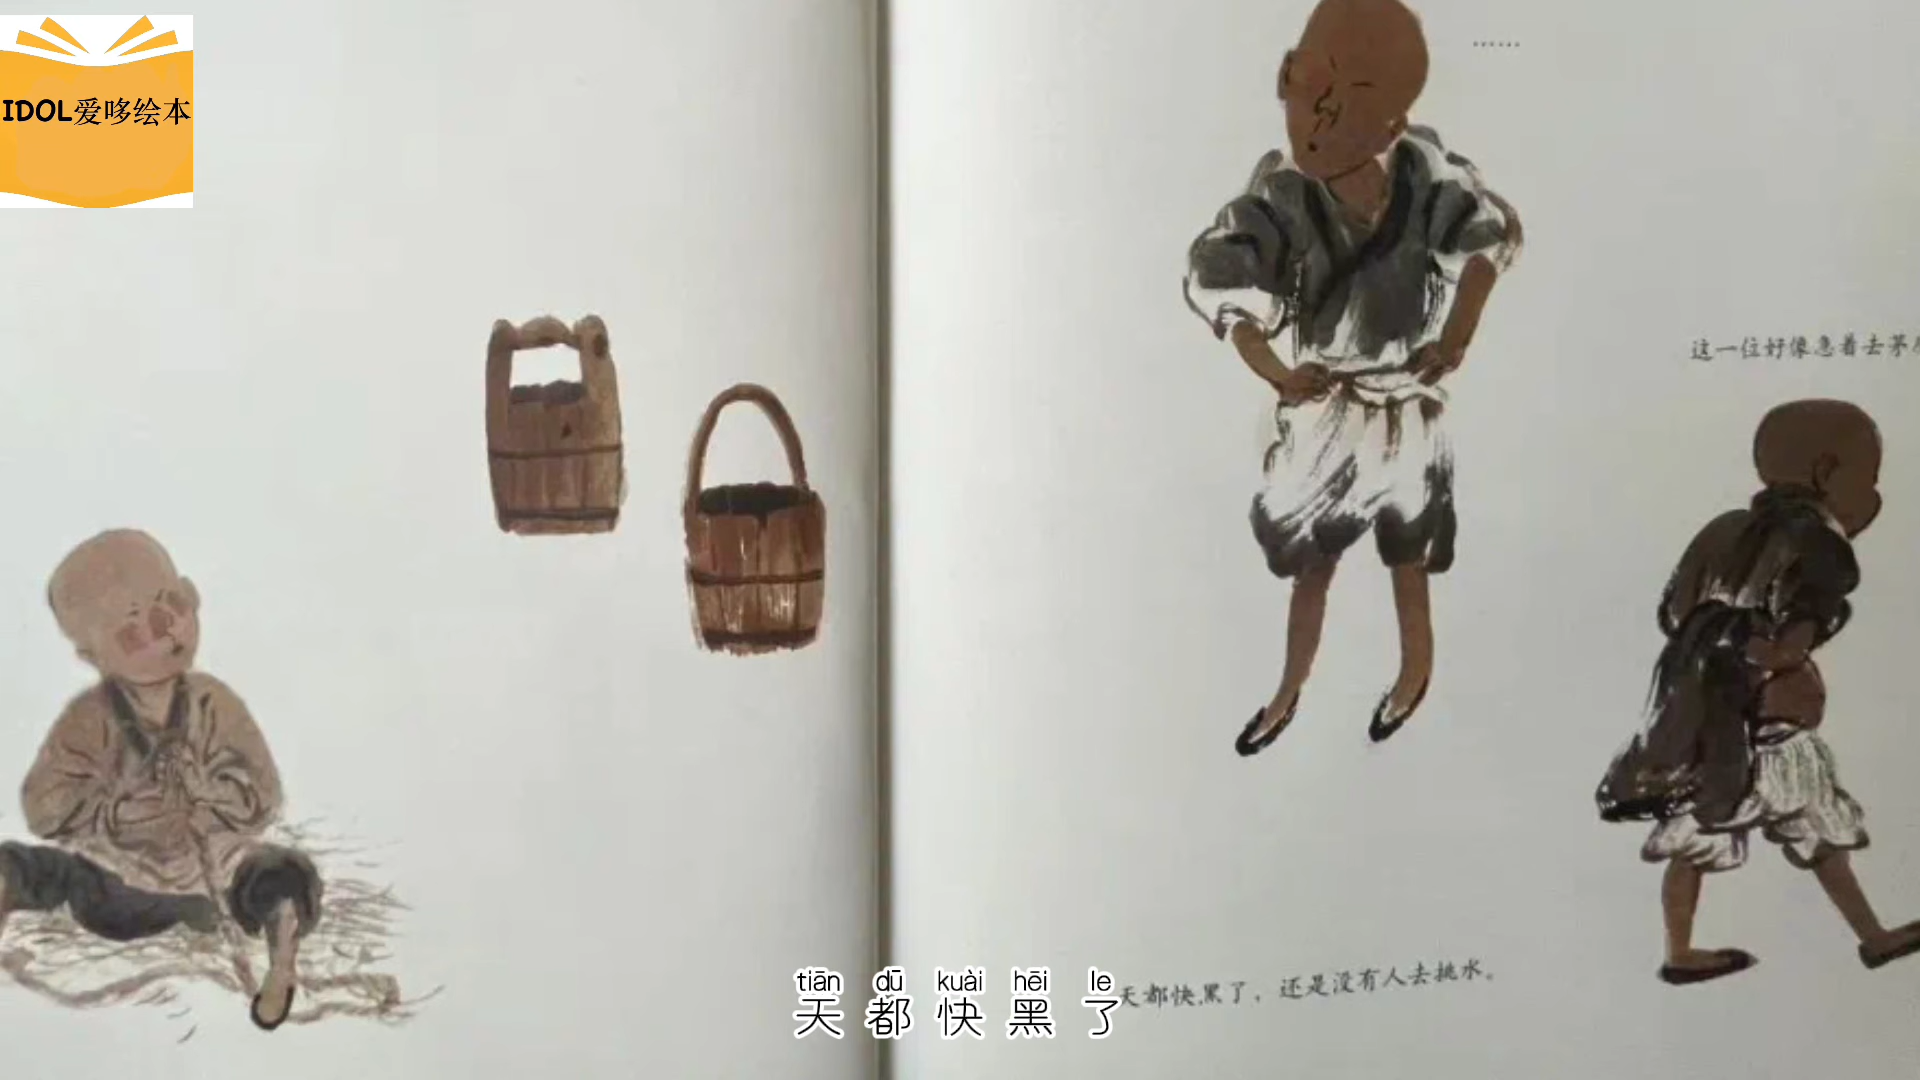 IDOL爱哆绘本
……
这一位好像急着去茅
天都快黑了，还是没有人去挑水。
tiān dū kuài hēi le
天都快黑了